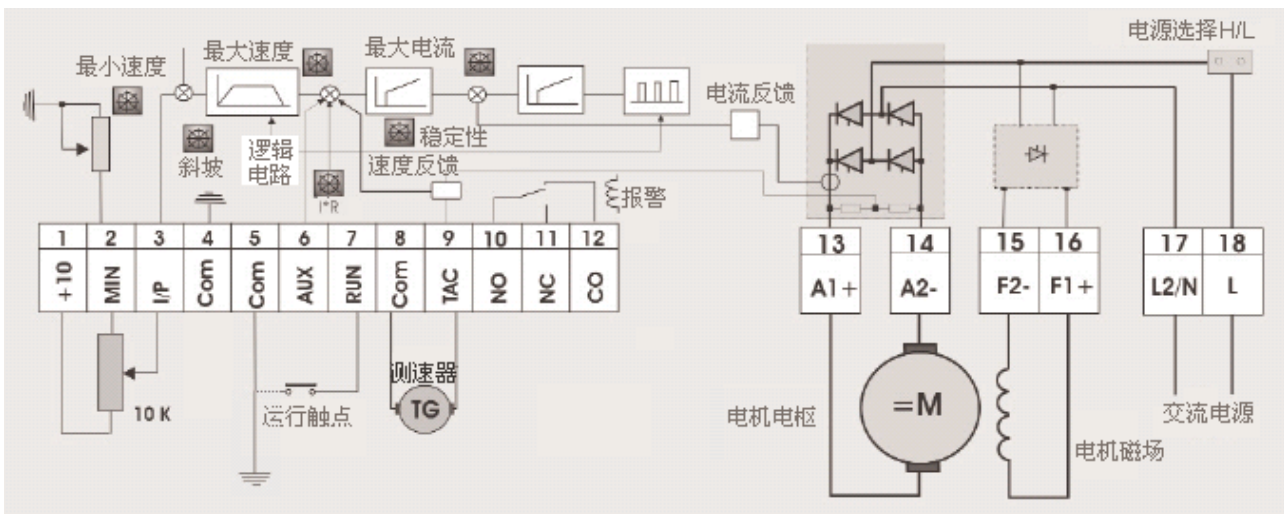 电源选择H/L
最小速度
最大速度
最大电流
电流反馈
斜坡
逻辑
电路
稳定性
速度反馈
I*R
报警
1 2 3 4 5 6 7 8 9 10 11 12
+10 MIN I/P Com Com AUX RUN Com TAC NO NC CO
13 14 15 16 17 18
A1+ A2- F2- F1+ L2/N L
10 K
运行触点
测速器
TG
电机电枢
=M
电机磁场
交流电源